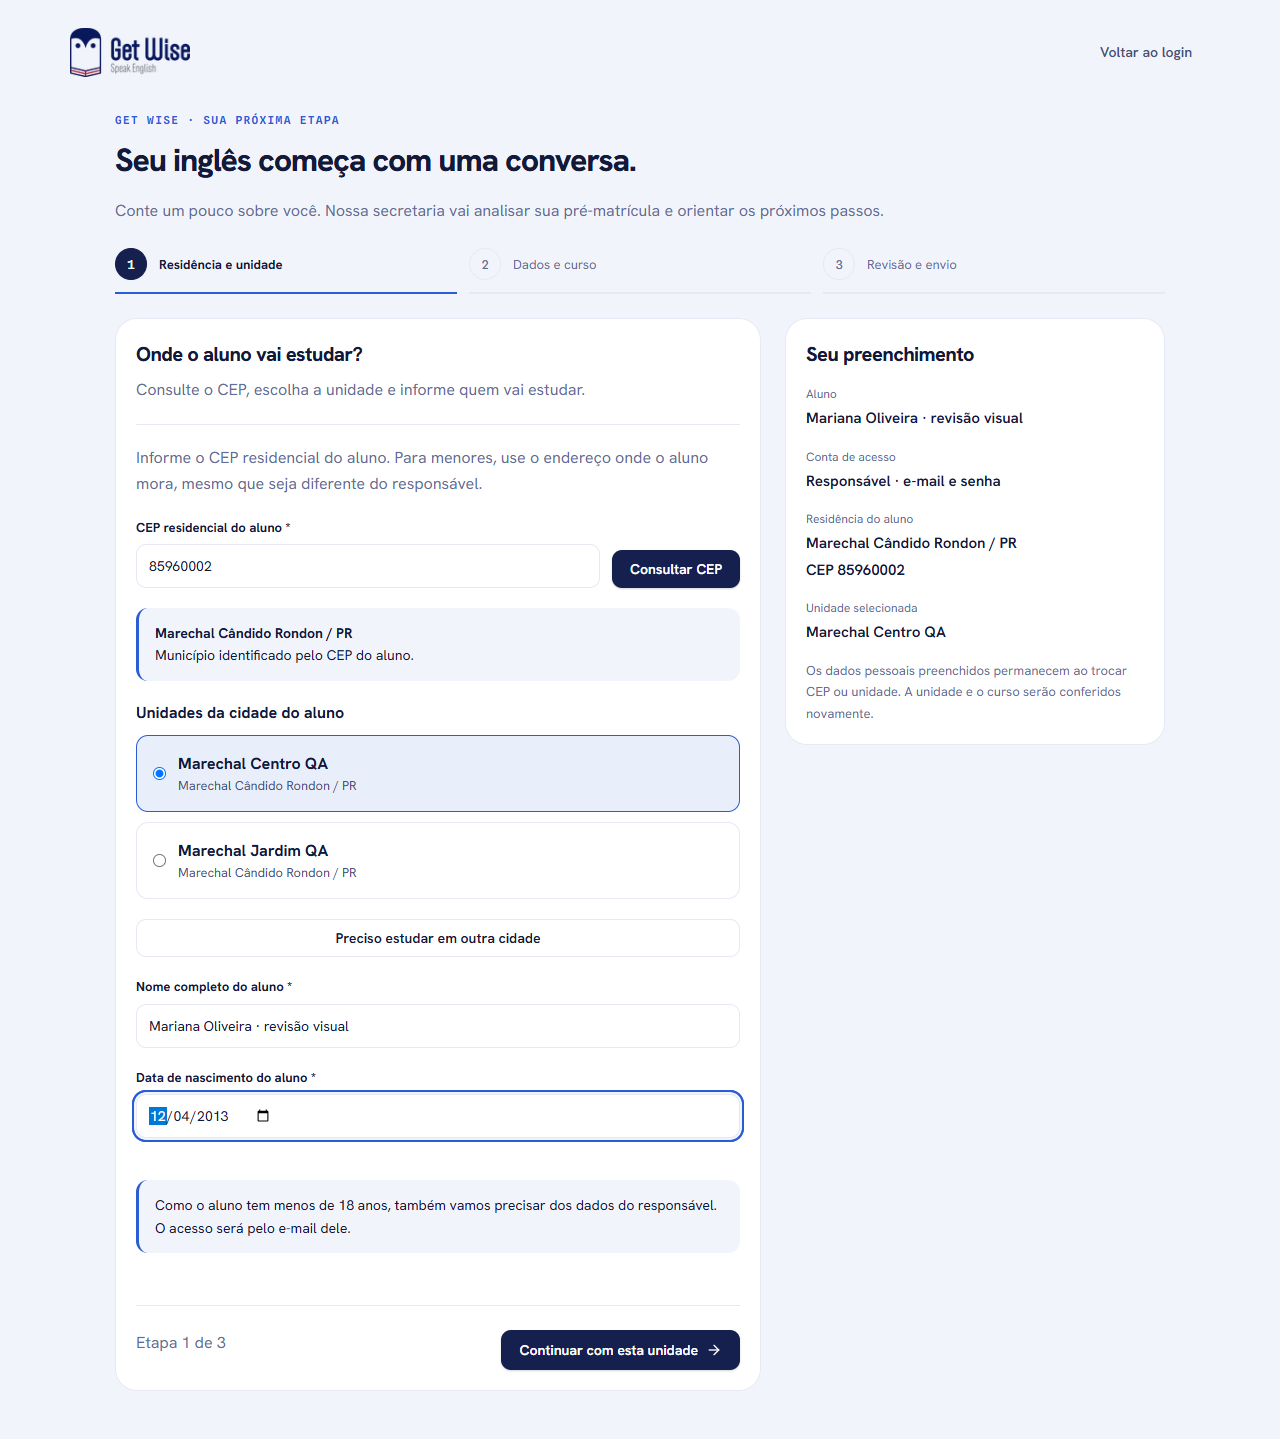 Get Wise
Speak English
Voltar ao login
GET WISE · SUA PRÓXIMA ETAPA
Seu inglês começa com uma conversa.
Conte um pouco sobre você. Nossa secretaria vai analisar sua pré-matrícula e orientar os próximos passos.
1 Residência e unidade
2 Dados e curso
3 Revisão e envio
Onde o aluno vai estudar?
Consulte o CEP, escolha a unidade e informe quem vai estudar.
Informe o CEP residencial do aluno. Para menores, use o endereço onde o aluno
mora, mesmo que seja diferente do responsável.
CEP residencial do aluno *
85960002
Consultar CEP
Marechal Cândido Rondon / PR
Município identificado pelo CEP do aluno.
Unidades da cidade do aluno
Marechal Centro QA
Marechal Cândido Rondon / PR
Marechal Jardim QA
Marechal Cândido Rondon / PR
Preciso estudar em outra cidade
Nome completo do aluno *
Mariana Oliveira · revisão visual
Data de nascimento do aluno *
12/04/2013
Como o aluno tem menos de 18 anos, também vamos precisar dos dados do responsável.
O acesso será pelo e-mail dele.
Etapa 1 de 3
Continuar com esta unidade →
Seu preenchimento
Aluno
Mariana Oliveira · revisão visual
Conta de acesso
Responsável · e-mail e senha
Residência do aluno
Marechal Cândido Rondon / PR
CEP 85960002
Unidade selecionada
Marechal Centro QA
Os dados pessoais preenchidos permanecem ao trocar
CEP ou unidade. A unidade e o curso serão conferidos
novamente.